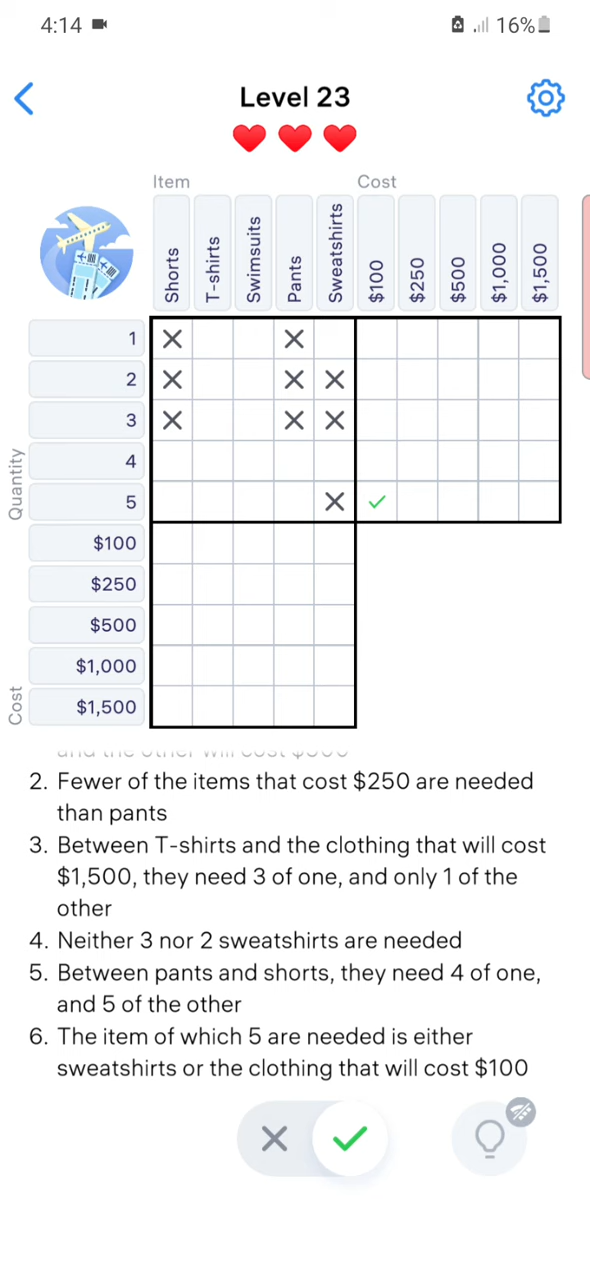 4:14
16%
Level 23
Item
Cost
Shorts
T-shirts
Swimsuits
Pants
Sweatshirts
$100
$250
$500
$1,000
$1,500
Quantity
1
2
3
4
5
Cost
$100
$250
$500
$1,000
$1,500
2. Fewer of the items that cost $250 are needed
than pants
3. Between T-shirts and the clothing that will cost
$1,500, they need 3 of one, and only 1 of the
other
4. Neither 3 nor 2 sweatshirts are needed
5. Between pants and shorts, they need 4 of one,
and 5 of the other
6. The item of which 5 are needed is either
sweatshirts or the clothing that will cost $100